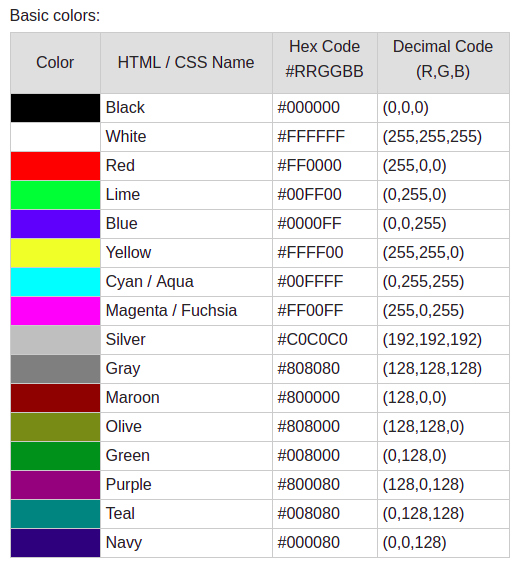 Basic colors:
Color HTML / CSS Name Hex Code #RRGGBB Decimal Code (R,G,B)
Black #000000 (0,0,0)
White #FFFFFF (255,255,255)
Red #FF0000 (255,0,0)
Lime #00FF00 (0,255,0)
Blue #0000FF (0,0,255)
Yellow #FFFF00 (255,255,0)
Cyan / Aqua #00FFFF (0,255,255)
Magenta / Fuchsia #FF00FF (255,0,255)
Silver #C0C0C0 (192,192,192)
Gray #808080 (128,128,128)
Maroon #800000 (128,0,0)
Olive #808000 (128,128,0)
Green #008000 (0,128,0)
Purple #800080 (128,0,128)
Teal #008080 (0,128,128)
Navy #000080 (0,0,128)